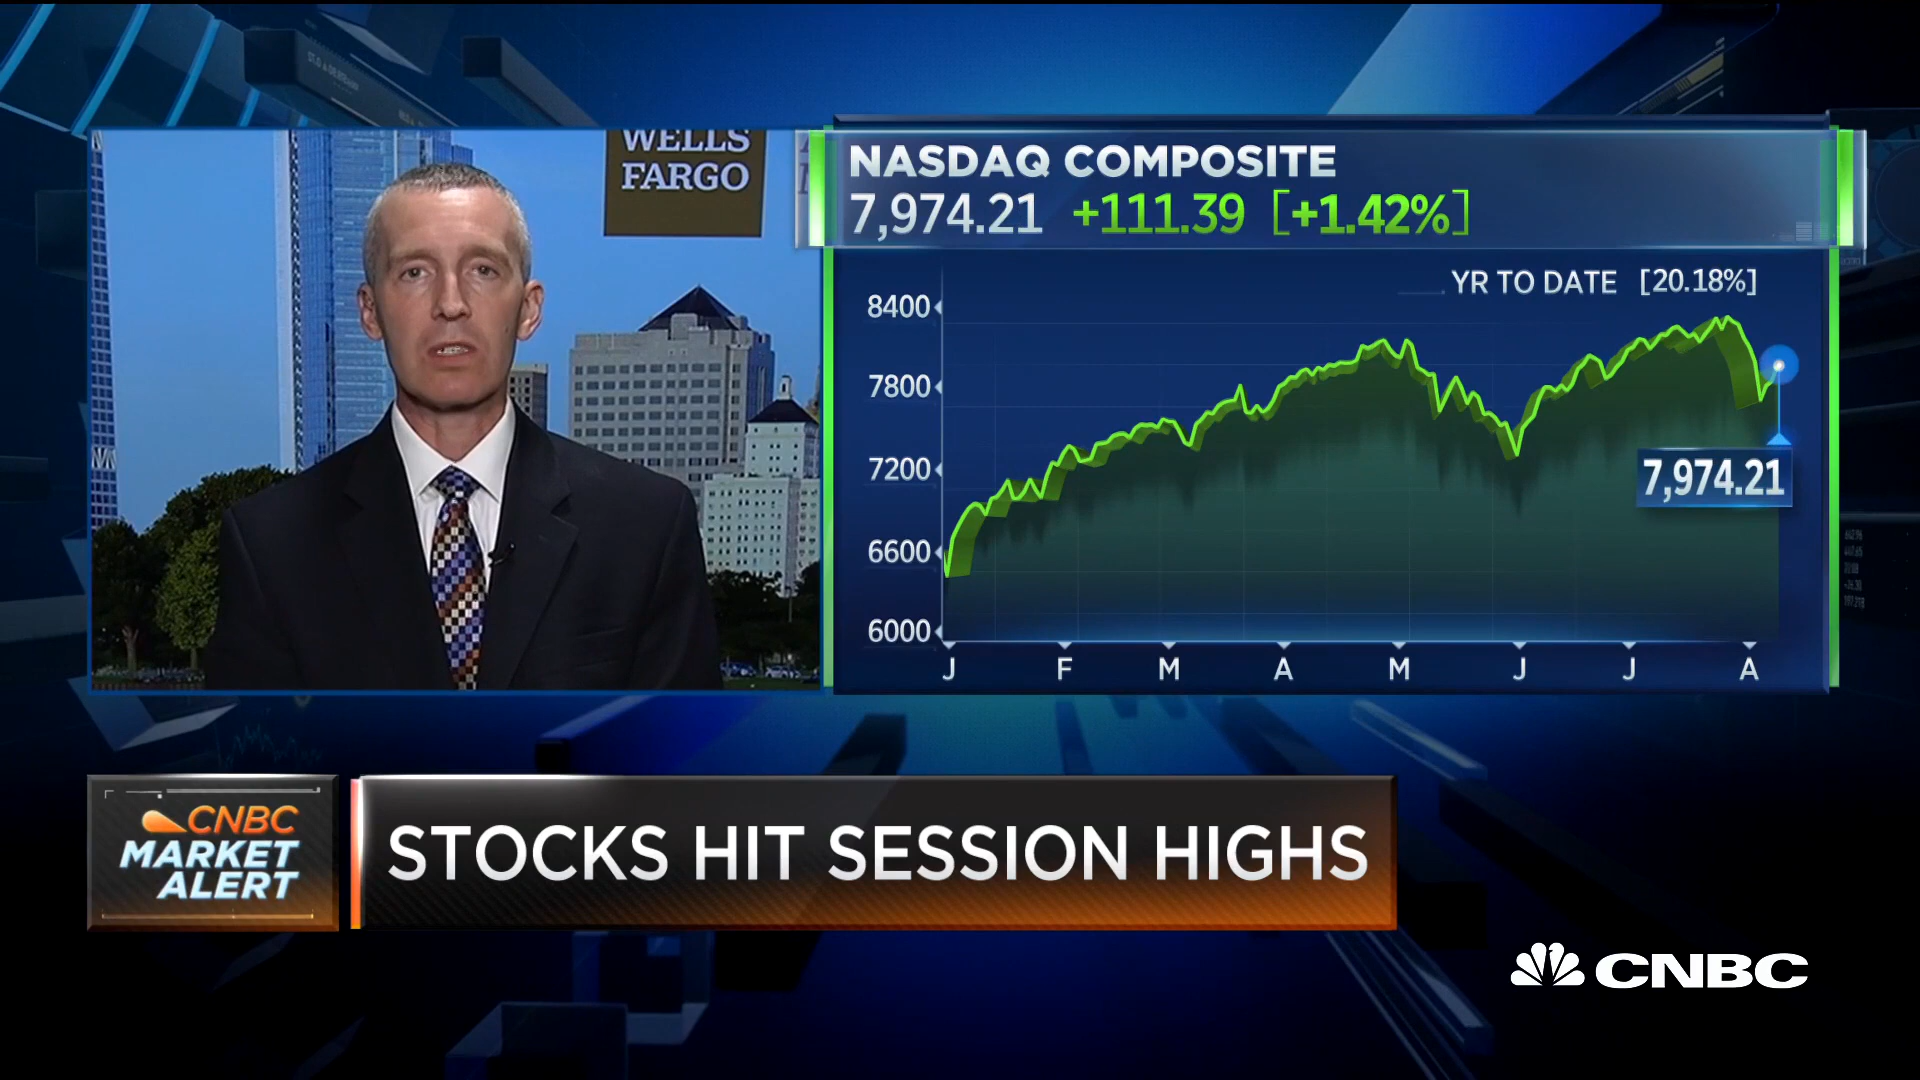 WELLS
FARGO
NASDAQ COMPOSITE
7,974.21 +111.39 [+1.42%]
YR TO DATE [20.18%]
8400
7800
7200
6600
6000
7,974.21
J F M A M J J A
CNBC
MARKET
ALERT
STOCKS HIT SESSION HIGHS
CNBC